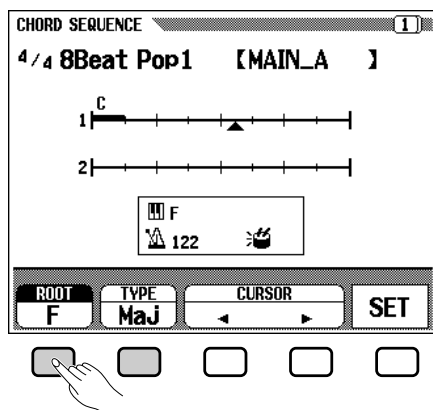 CHORD SEQUENCE 1
4/4 8Beat Pop1 【MAIN_A 】
C
1
2
F
122
ROOT TYPE CURSOR
F Maj ◄ ► SET